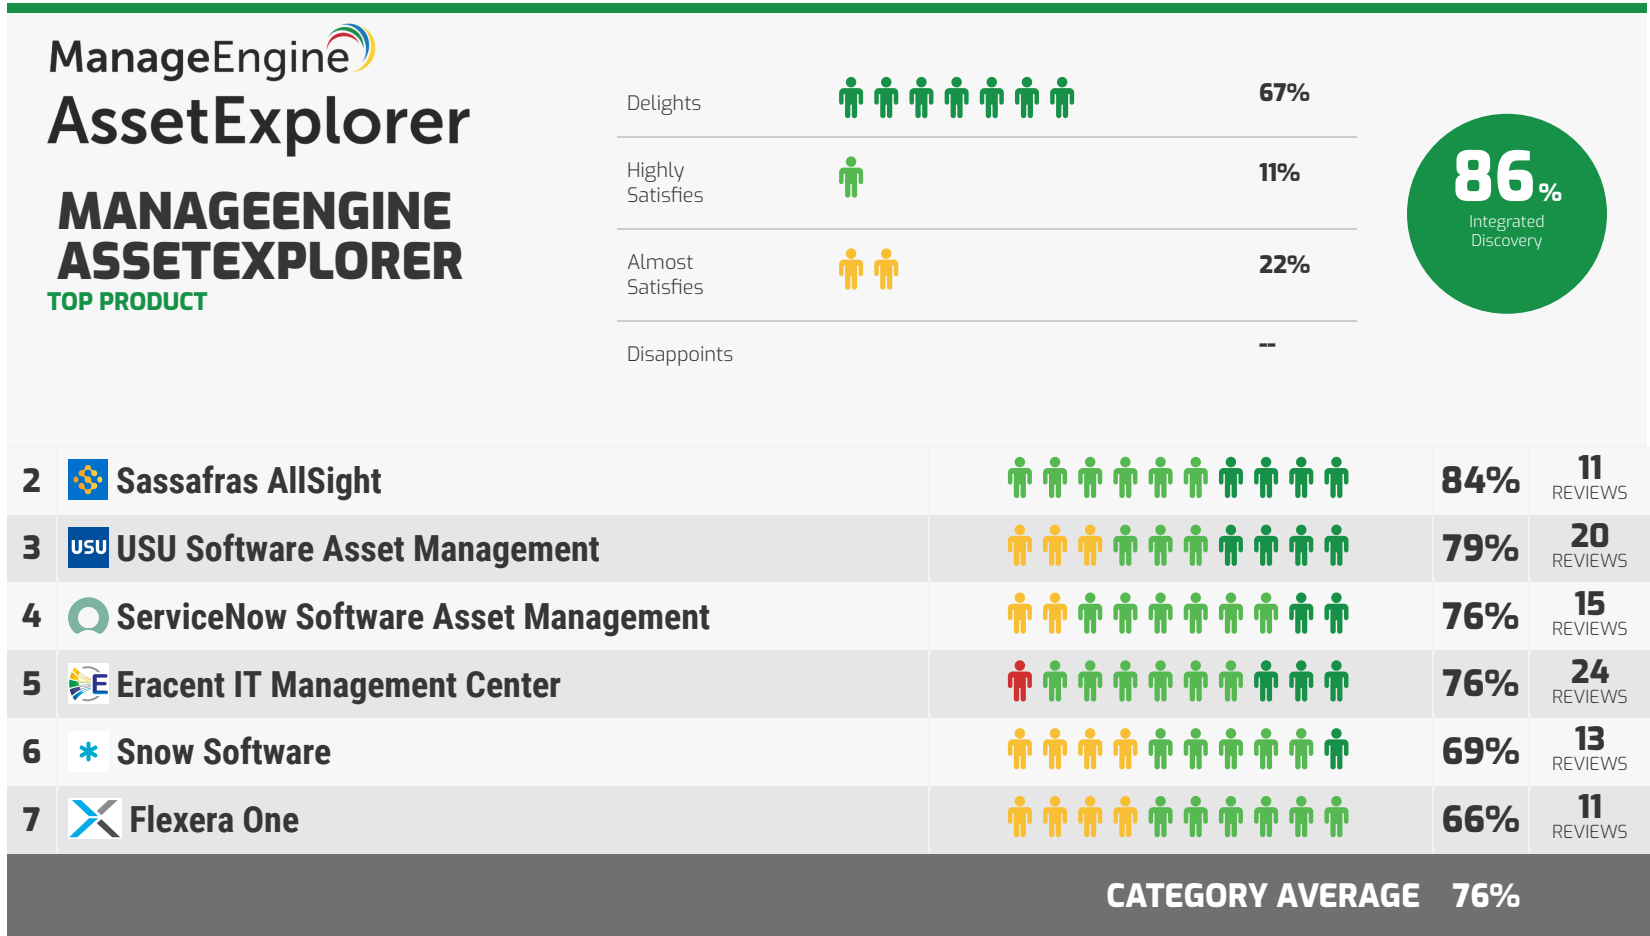 ManageEngine
AssetExplorer
MANAGEENGINE
ASSETEXPLORER
TOP PRODUCT
Delights 67%
Highly
Satisfies 11%
Almost
Satisfies 22%
Disappoints --
86%
Integrated
Discovery
2 Sassafras AllSight 84% 11 REVIEWS
3 USU USU Software Asset Management 79% 20 REVIEWS
4 ServiceNow Software Asset Management 76% 15 REVIEWS
5 E Eracent IT Management Center 76% 24 REVIEWS
6 Snow Software 69% 13 REVIEWS
7 Flexera One 66% 11 REVIEWS
CATEGORY AVERAGE 76%